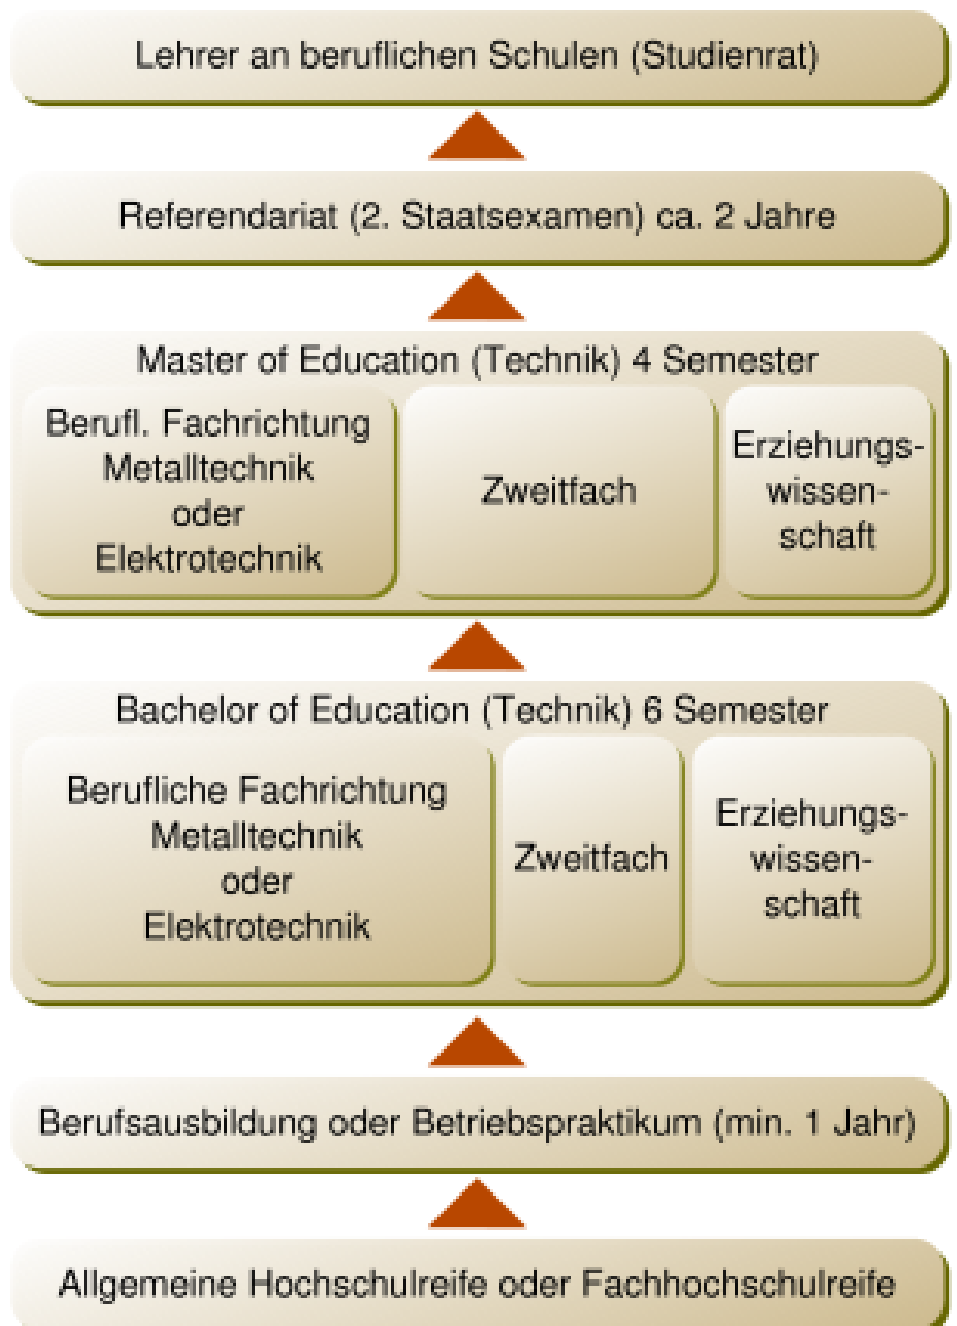 Lehrer an beruflichen Schulen (Studienrat)
Referendariat (2. Staatsexamen) ca. 2 Jahre
Master of Education (Technik) 4 Semester
Berufl. Fachrichtung
Metalltechnik
oder
Elektrotechnik
Zweitfach
Erziehungs-
wissen-
schaft
Bachelor of Education (Technik) 6 Semester
Berufliche Fachrichtung
Metalltechnik
oder
Elektrotechnik
Zweitfach
Erziehungs-
wissen-
schaft
Berufsausbildung oder Betriebspraktikum (min. 1 Jahr)
Allgemeine Hochschulreife oder Fachhochschulreife